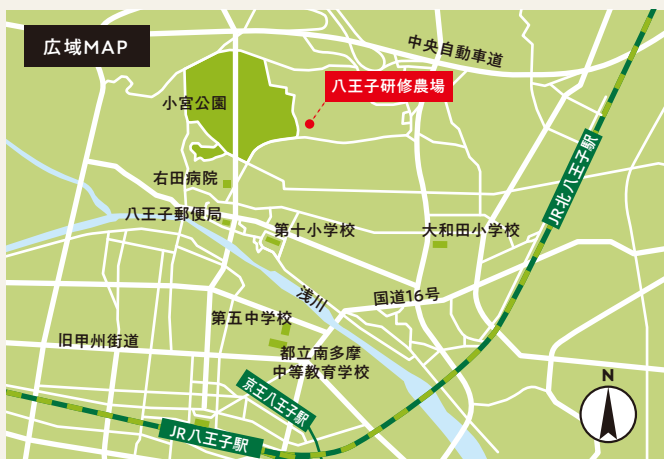 広域MAP
中央自動車道
八王子研修農場
小宮公園
右田病院
八王子郵便局
第十小学校
大和田小学校
JR北八王子駅
浅川
国道16号
第五中学校
旧甲州街道
都立南多摩
中等教育学校
京王八王子駅
JR八王子駅
N